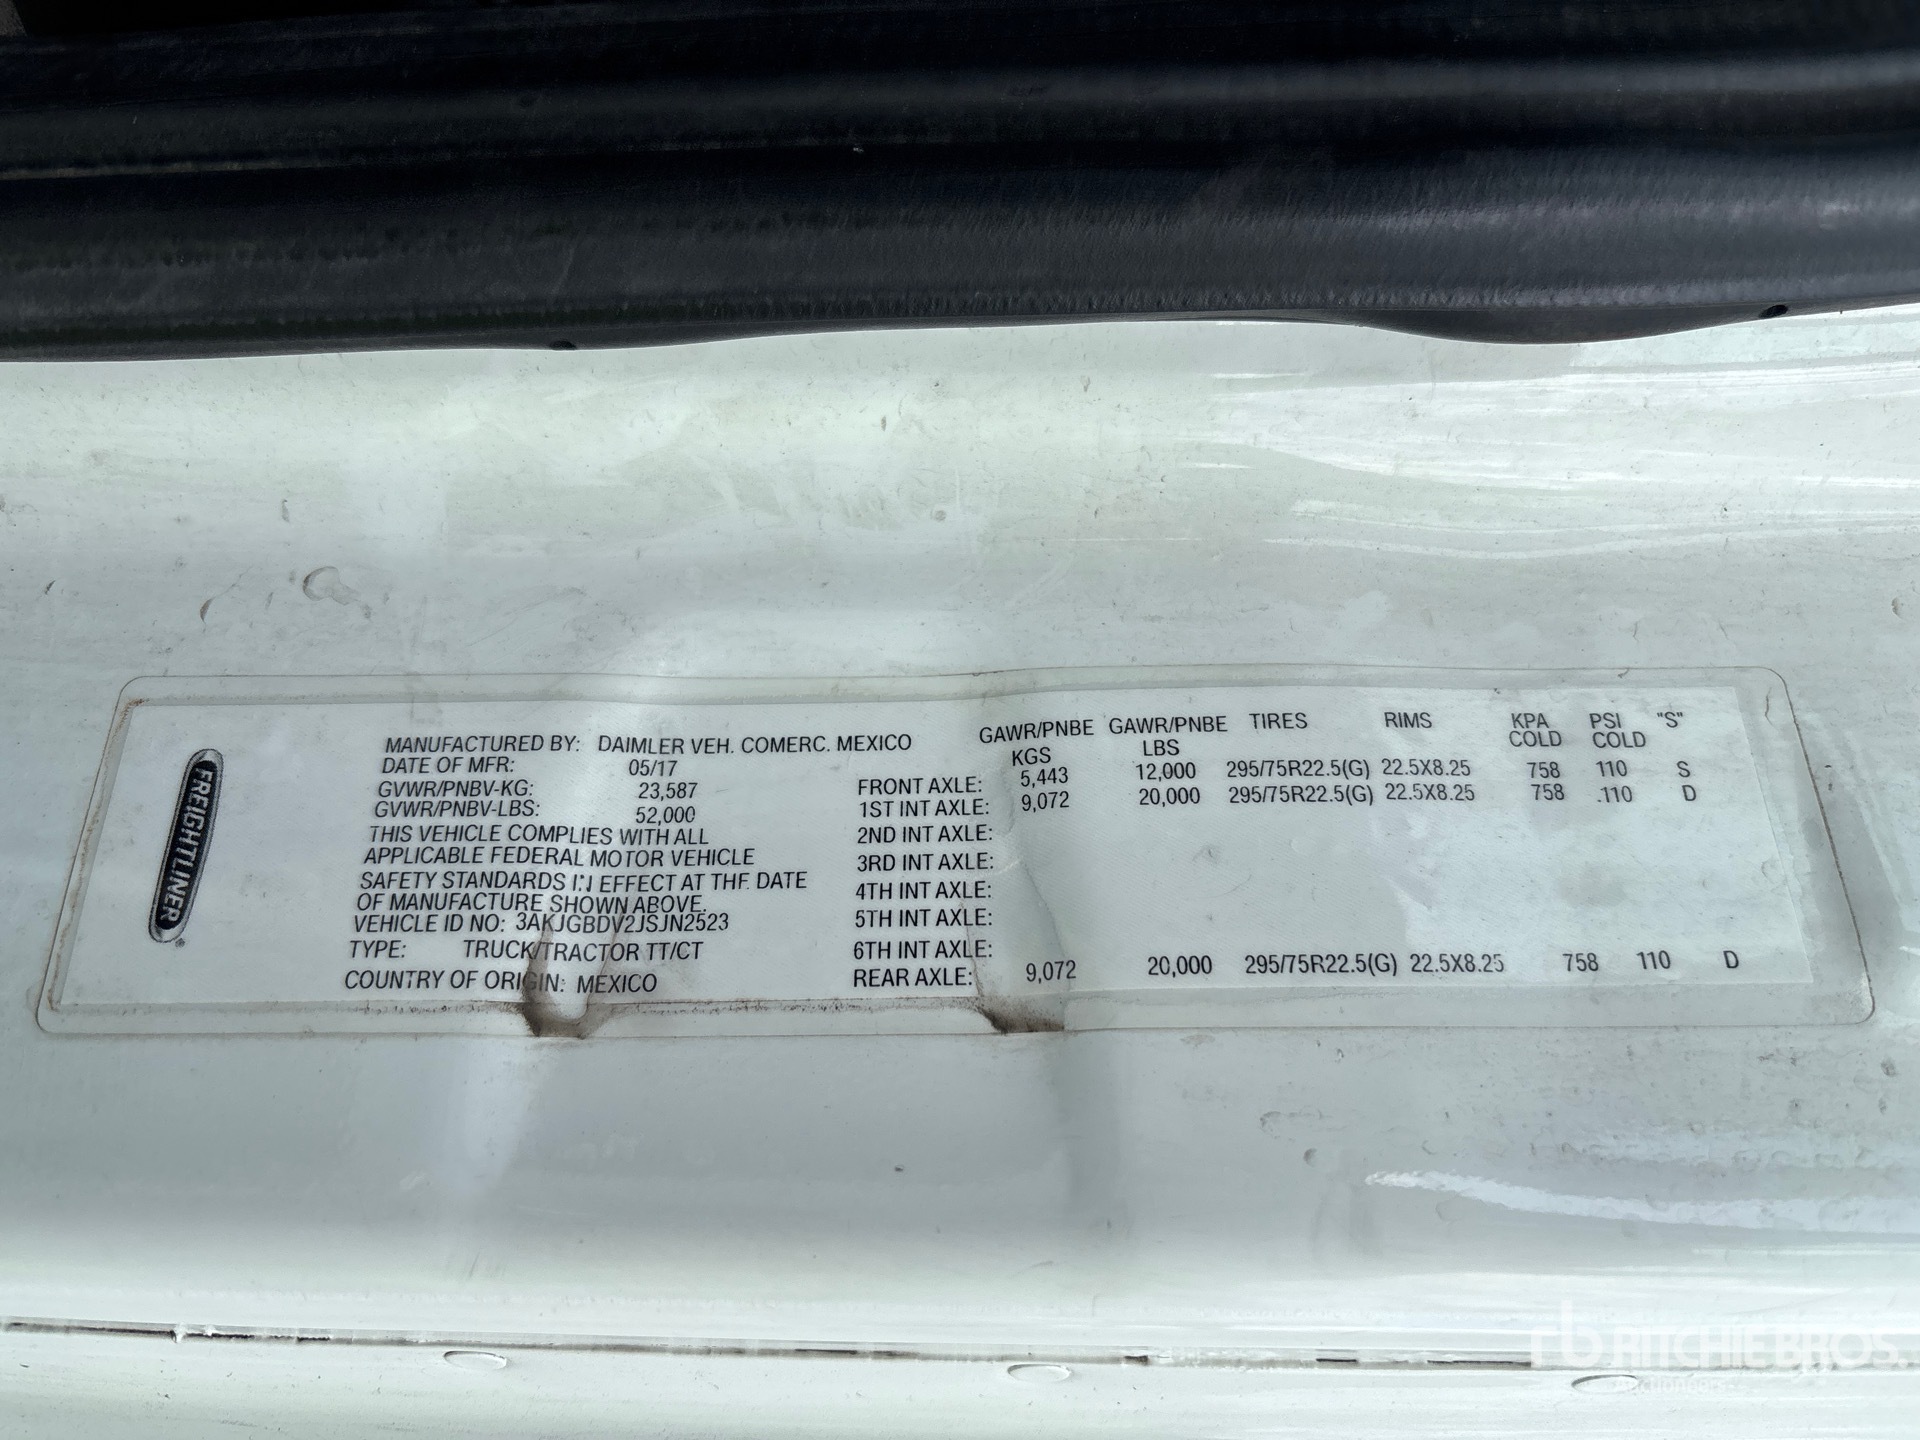 FREIGHTLINER
MANUFACTURED BY: DAIMLER VEH. COMERC. MEXICO
DATE OF MFR: 05/17
GVWR/PNBV-KG: 23,587
GVWR/PNBV-LBS: 52,000
THIS VEHICLE COMPLIES WITH ALL
APPLICABLE FEDERAL MOTOR VEHICLE
SAFETY STANDARDS IN EFFECT AT THE DATE
OF MANUFACTURE SHOWN ABOVE.
VEHICLE ID NO: 3AKJGBDV2JSJN2523
TYPE: TRUCK/TRACTOR TT/CT
COUNTRY OF ORIGIN: MEXICO
GAWR/PNBE KGS GAWR/PNBE LBS TIRES RIMS KPA COLD PSI COLD "S"
FRONT AXLE: 5,443 12,000 295/75R22.5(G) 22.5X8.25 758 110 S
1ST INT AXLE: 9,072 20,000 295/75R22.5(G) 22.5X8.25 758 .110 D
2ND INT AXLE:
3RD INT AXLE:
4TH INT AXLE:
5TH INT AXLE:
6TH INT AXLE:
REAR AXLE: 9,072 20,000 295/75R22.5(G) 22.5X8.25 758 110 D
rb RITCHIE BROS.
Auctioneers